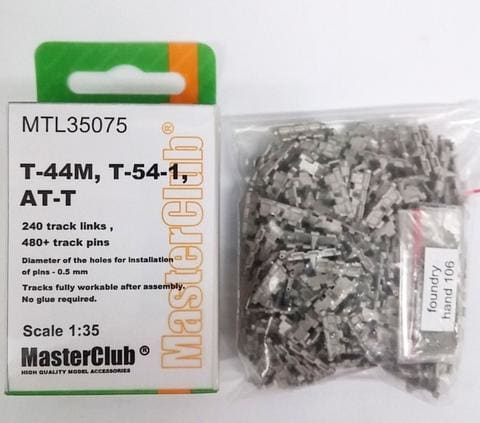 MTL35075
T-44M, T-54-1,
AT-T
240 track links ,
480+ track pins
Diameter of the holes for installation
of pins - 0.5 mm
Tracks fully workable after assembly.
No glue required.
Scale 1:35
MasterClub ®
HIGH QUALITY MODEL ACCESSORIES
MasterClub®
foundry
hand 106